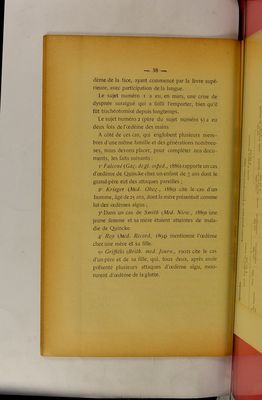 — 38 —
dème de la face, ayant commencé par la lèvre supé-
rieure, avec participation de la langue.
Le sujet numéro 1 a eu, en mars, une crise de
dyspnée suraiguë qui a failli l'emporter, bien qu'il
fût trachéotomisé depuis longtemps.
Le sujet numéro 2 (père du sujet numéro 5) a eu
deux fois de l'œdème des mains.
A côté de ces cas, qui englobent plusieurs mem-
bres d'une même famille et des générations nombreu-
ses, nous devons placer, pour compléter nos docu-
ments, les faits suivants :
1° Falconé (Gaz. degl. osped., 1886) rapporte un cas
d'œdème de Quincke chez un enfant de 3 ans dont le
grand-père eut des attaques pareilles ;
2° Krieger (Med. Oboz., 1889) cite le cas d'un
homme, âgé de 25 ans, dont la mère présentait comme
lui des œdèmes aigus ;
3° Dans un cas de Smith (Med. News, 1889) une
jeune femme et sa mère étaient atteintes de mala-
die de Quincke.
4° Roy (Med. Record, 1894) mentionne l'œdème
chez une mère et sa fille.
5° Griffiths (Brith. med. Journ., 1902) cite le cas
d'un père et de sa fille, qui, tous deux, après avoir
présenté plusieurs attaques d'œdème aigu, mou-
rurent d'œdème de la glotte.